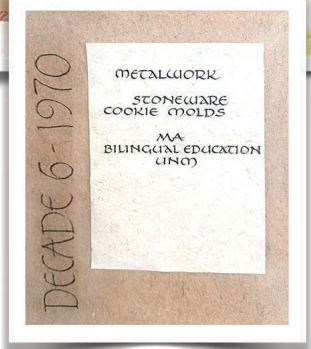 DECADE 6-1970
METALWORK
STONEWARE
COOKIE MOLDS
MA
BILINGUAL EDUCATION
UNM